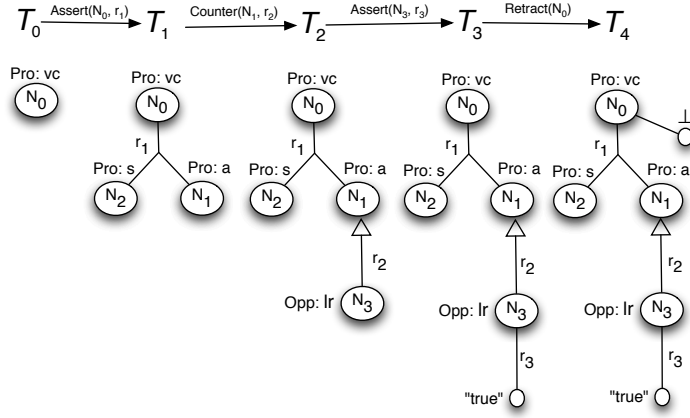 T0 Assert(N0, r1) T1 Counter(N1, r2) T2 Assert(N3, r3) T3 Retract(N0) T4
Pro: vc Pro: vc Pro: vc Pro: vc Pro: vc
N0 N0 N0 N0 N0 ⊥
r1 r1 r1 r1
Pro: s Pro: a Pro: s Pro: a Pro: s Pro: a Pro: s Pro: a
N2 N1 N2 N1 N2 N1 N2 N1
r2 r2 r2
Opp: lr N3 Opp: lr N3 Opp: lr N3
r3 r3
"true" "true"